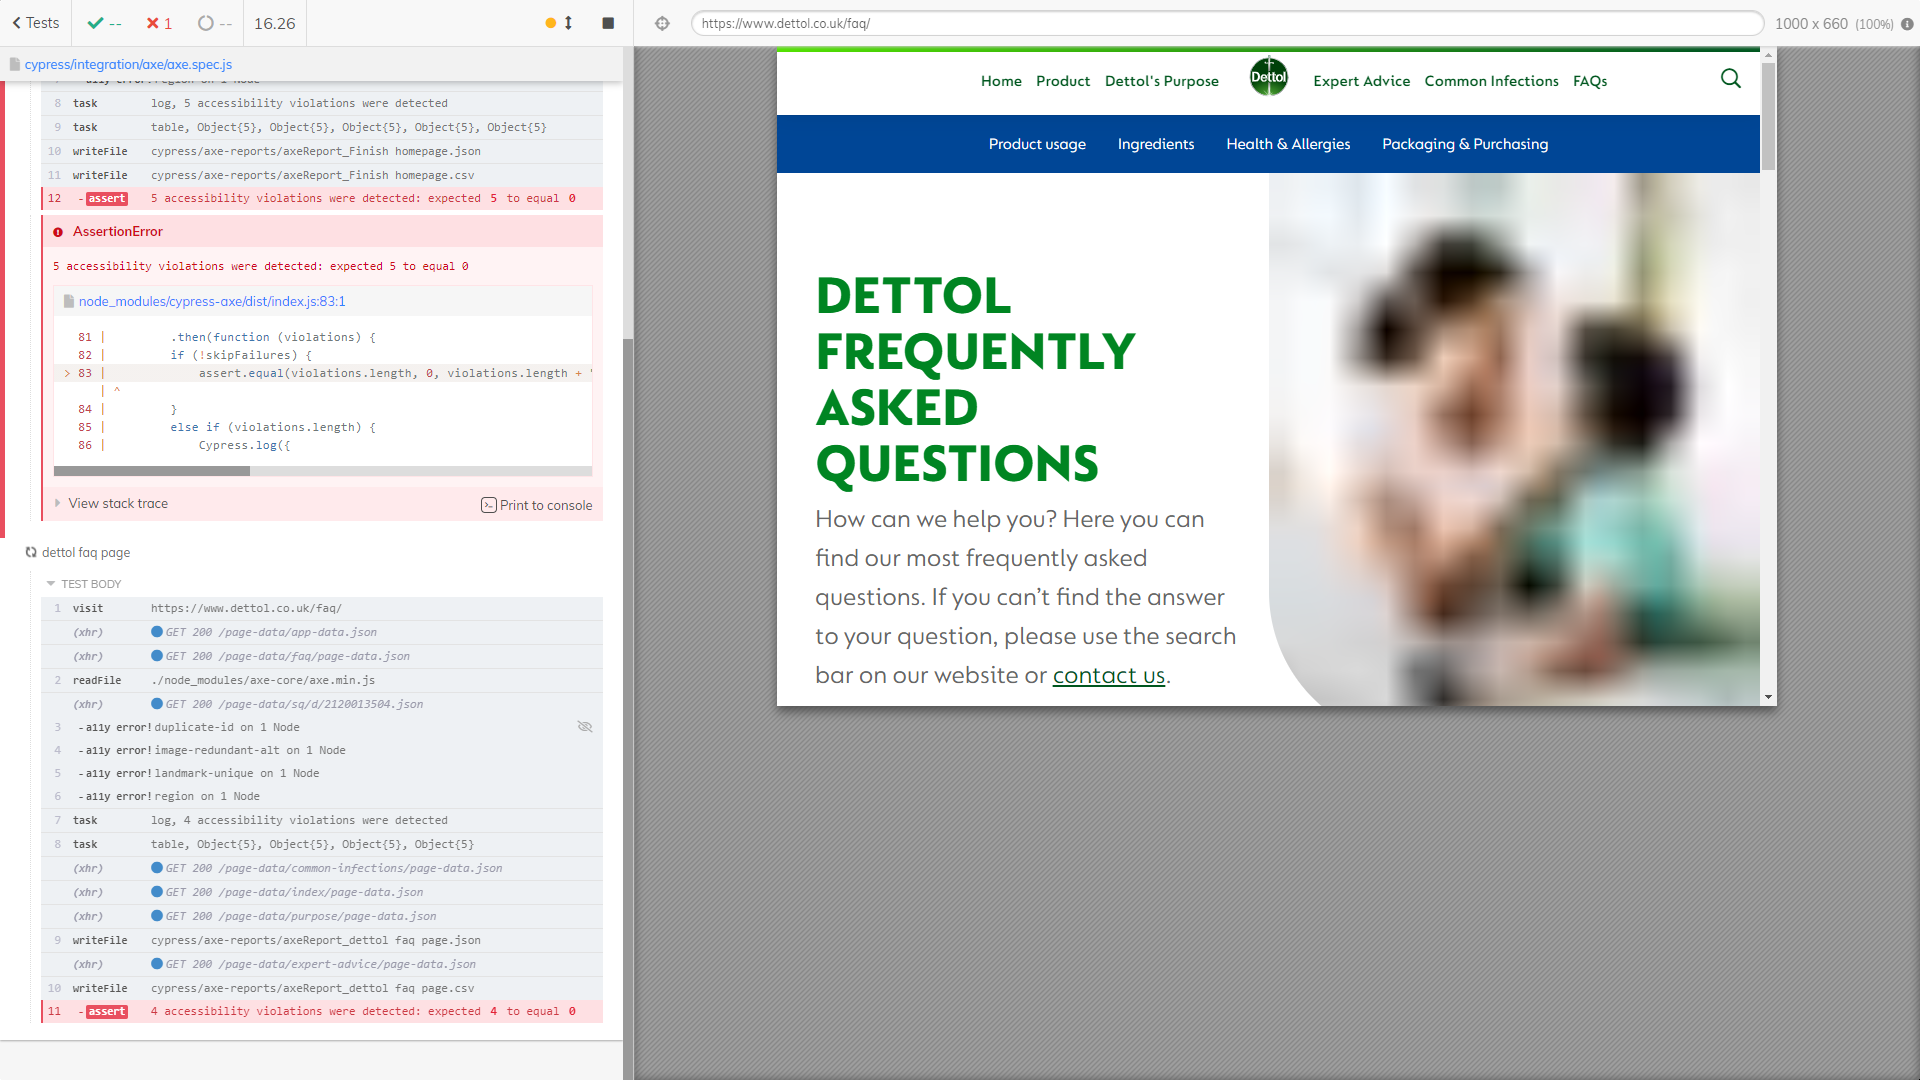 Tests
--
1
--
16.26
https://www.dettol.co.uk/faq/
1000 x 660 (100%)
cypress/integration/axe/axe.spec.js
8 task log, 5 accessibility violations were detected
9 task table, Object{5}, Object{5}, Object{5}, Object{5}, Object{5}
10 writeFile cypress/axe-reports/axeReport_Finish homepage.json
11 writeFile cypress/axe-reports/axeReport_Finish homepage.csv
12 -assert 5 accessibility violations were detected: expected 5 to equal 0
AssertionError
5 accessibility violations were detected: expected 5 to equal 0
node_modules/cypress-axe/dist/index.js:83:1
81 | .then(function (violations) {
82 | if (!skipFailures) {
> 83 | assert.equal(violations.length, 0, violations.length + '
| ^
84 | }
85 | else if (violations.length) {
86 | Cypress.log({
View stack trace
Print to console
dettol faq page
TEST BODY
1 visit https://www.dettol.co.uk/faq/
(xhr) GET 200 /page-data/app-data.json
(xhr) GET 200 /page-data/faq/page-data.json
2 readFile ./node_modules/axe-core/axe.min.js
(xhr) GET 200 /page-data/sq/d/2120013504.json
3 -a11y error! duplicate-id on 1 Node
4 -a11y error! image-redundant-alt on 1 Node
5 -a11y error! landmark-unique on 1 Node
6 -a11y error! region on 1 Node
7 task log, 4 accessibility violations were detected
8 task table, Object{5}, Object{5}, Object{5}, Object{5}
(xhr) GET 200 /page-data/common-infections/page-data.json
(xhr) GET 200 /page-data/index/page-data.json
(xhr) GET 200 /page-data/purpose/page-data.json
9 writeFile cypress/axe-reports/axeReport_dettol faq page.json
(xhr) GET 200 /page-data/expert-advice/page-data.json
10 writeFile cypress/axe-reports/axeReport_dettol faq page.csv
11 -assert 4 accessibility violations were detected: expected 4 to equal 0
Home Product Dettol's Purpose Dettol Expert Advice Common Infections FAQs
Product usage Ingredients Health & Allergies Packaging & Purchasing
DETTOL
FREQUENTLY
ASKED
QUESTIONS
How can we help you? Here you can
find our most frequently asked
questions. If you can’t find the answer
to your question, please use the search
bar on our website or contact us.